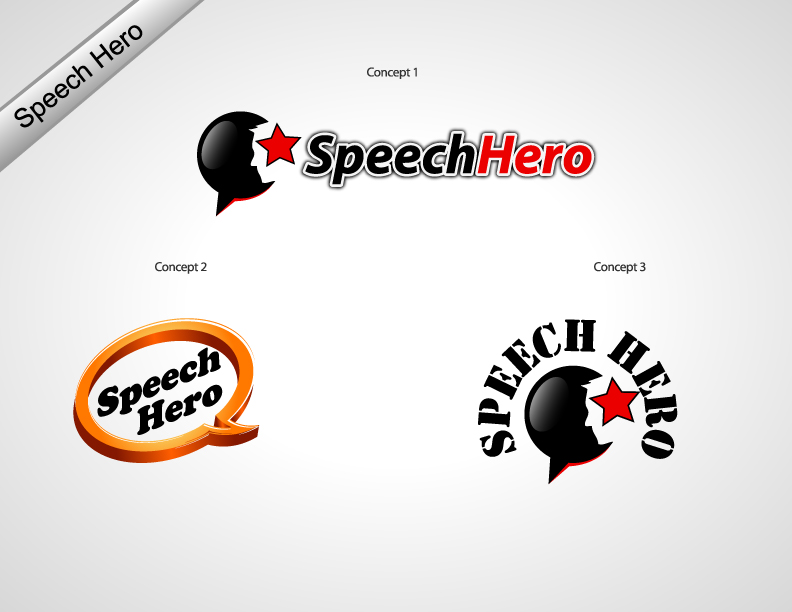 Speech Hero
Concept 1
SpeechHero
Concept 2
Concept 3
Speech
Hero
SPEECH HERO